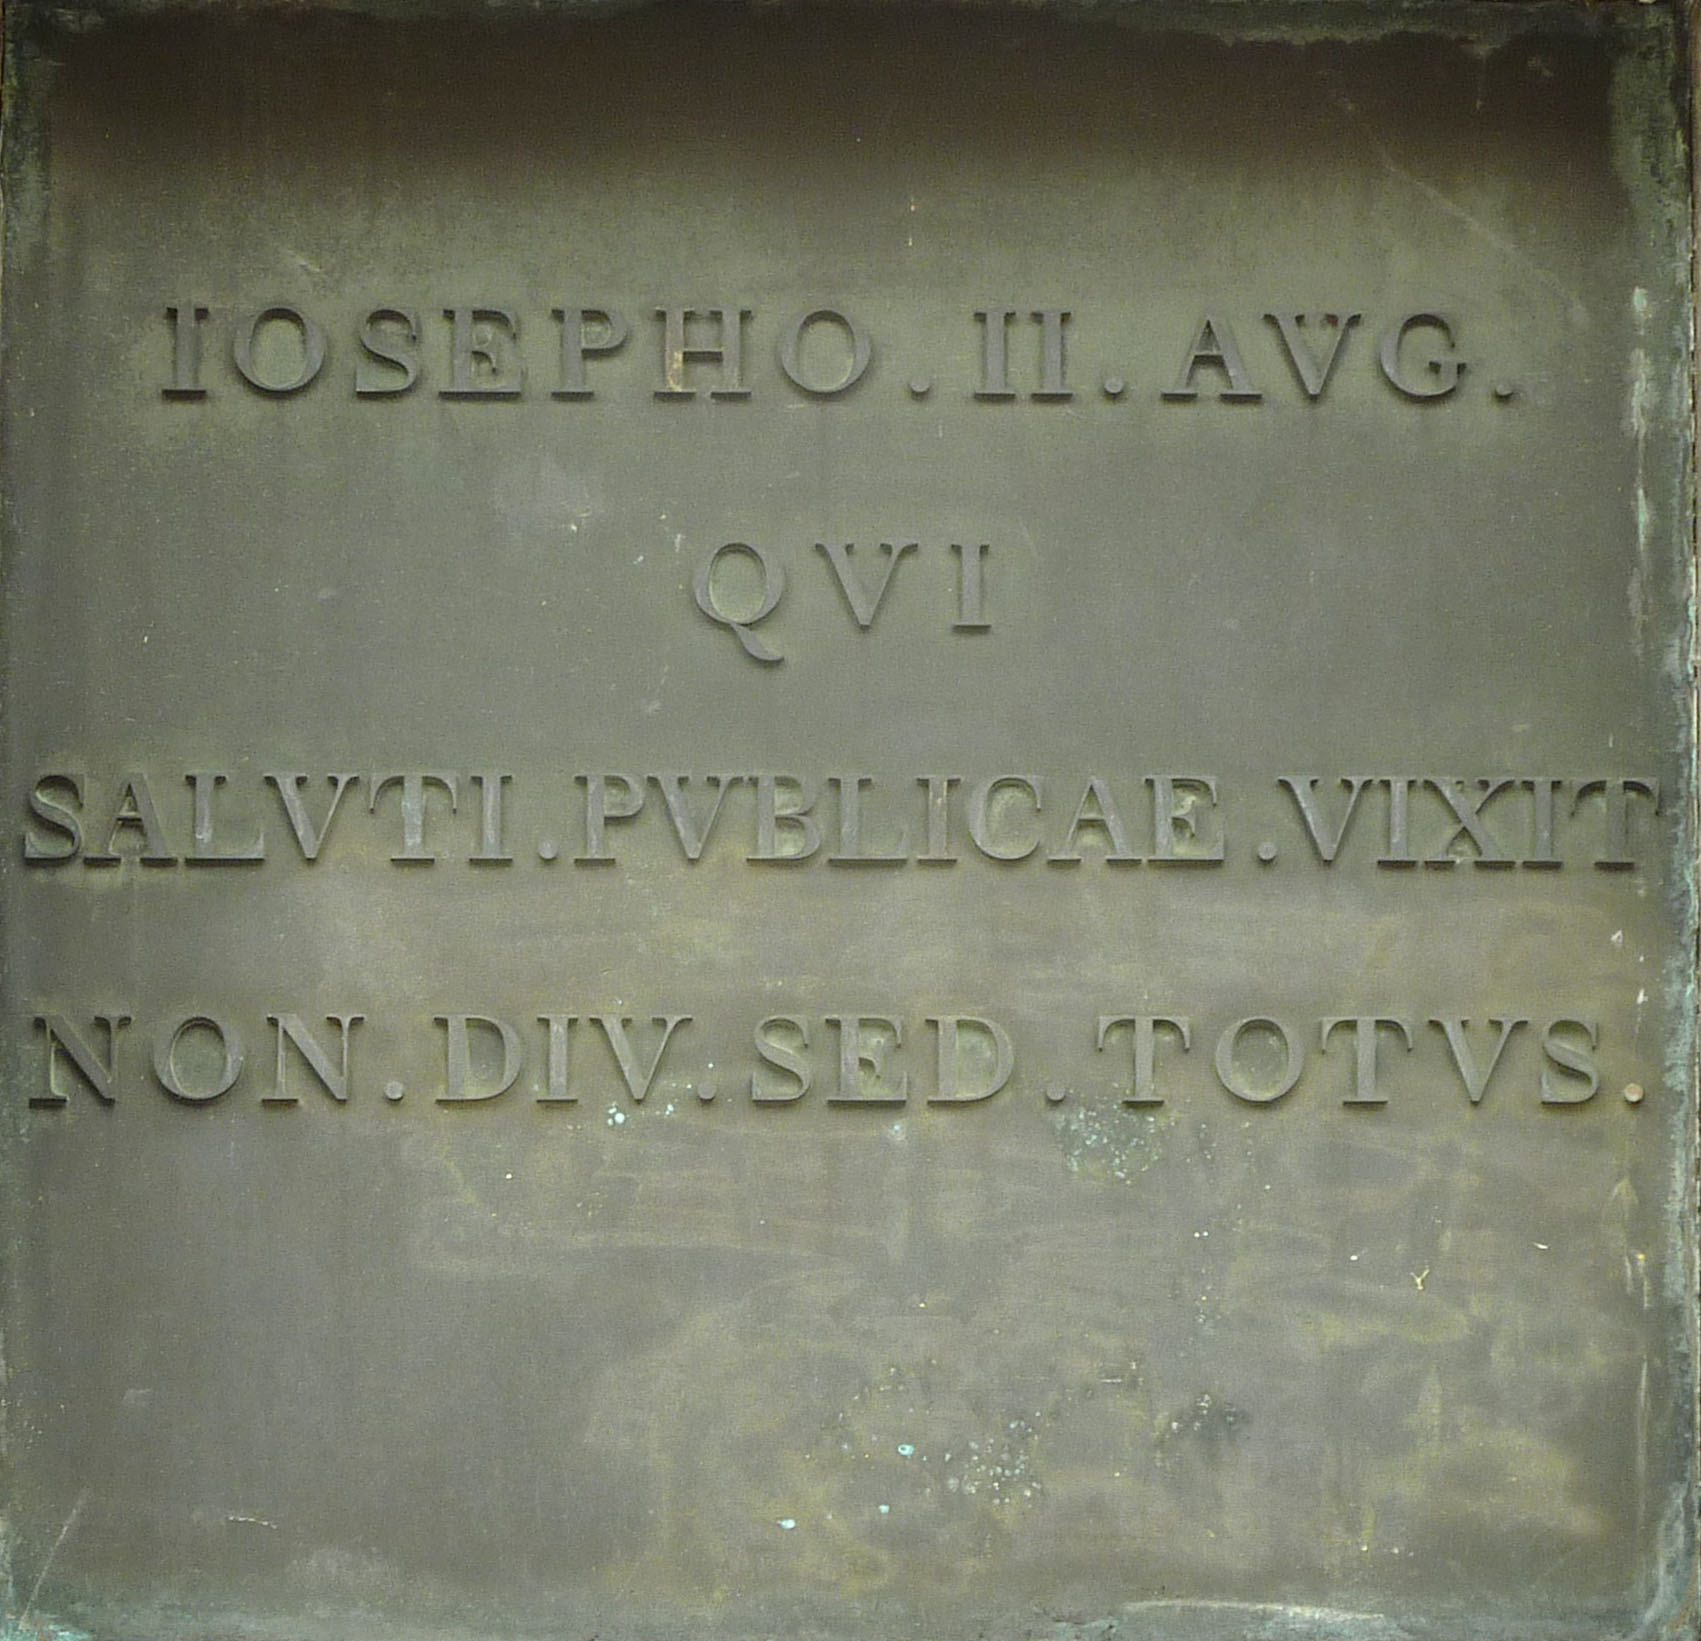 IOSEPHO . II . AVG .
QVI
SALVTI . PVBLICAE . VIXIT
NON . DIV . SED . TOTVS .